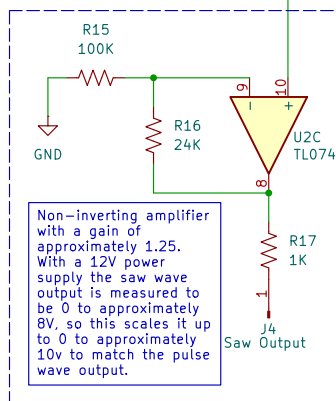 R15
100K
9
10
−
+
R16
24K
U2C
TL074
GND
8
Non-inverting amplifier
with a gain of
approximately 1.25.
With a 12V power
supply the saw wave
output is measured to
be 0 to approximately
8V, so this scales it up
to 0 to approximately
10v to match the pulse
wave output.
R17
1K
1
J4
Saw Output